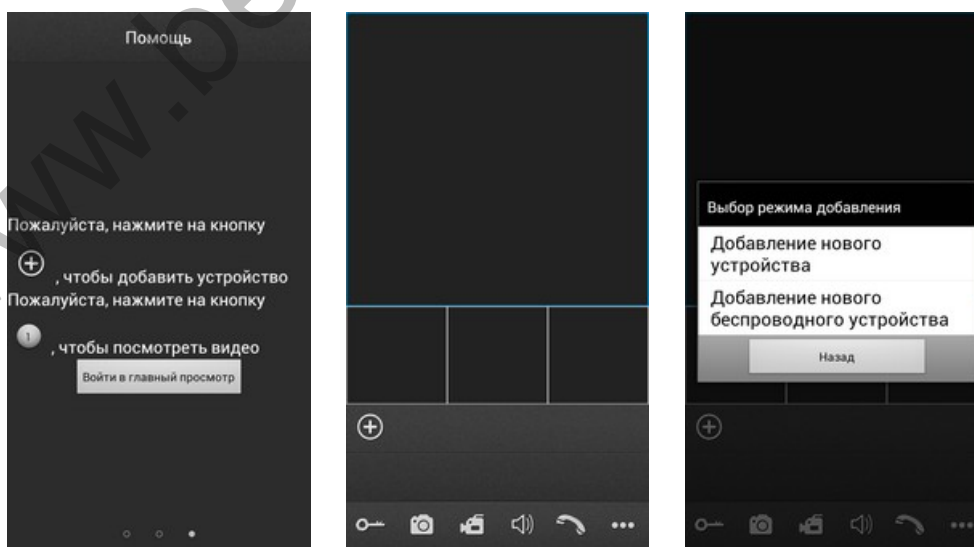 Помощь
Пожалуйста, нажмите на кнопку
, чтобы добавить устройство
Пожалуйста, нажмите на кнопку
1
, чтобы посмотреть видео
Войти в главный просмотр
Выбор режима добавления
Добавление нового
устройства
Добавление нового
беспроводного устройства
Назад